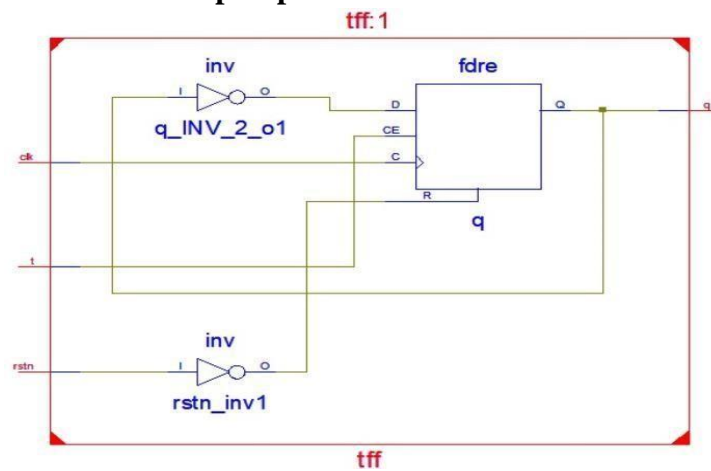 tff:1
inv
fdre
I
O
D
Q
q
q_INV_2_o1
CE
clk
C
R
q
t
inv
rstn
I
O
rstn_inv1
tff